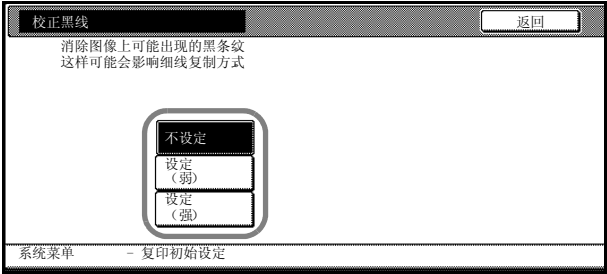 校正黑线
返回
消除图像上可能出现的黑条纹
这样可能会影响细线复制方式
不设定
设定
（弱）
设定
（强）
系统菜单 - 复印初始设定